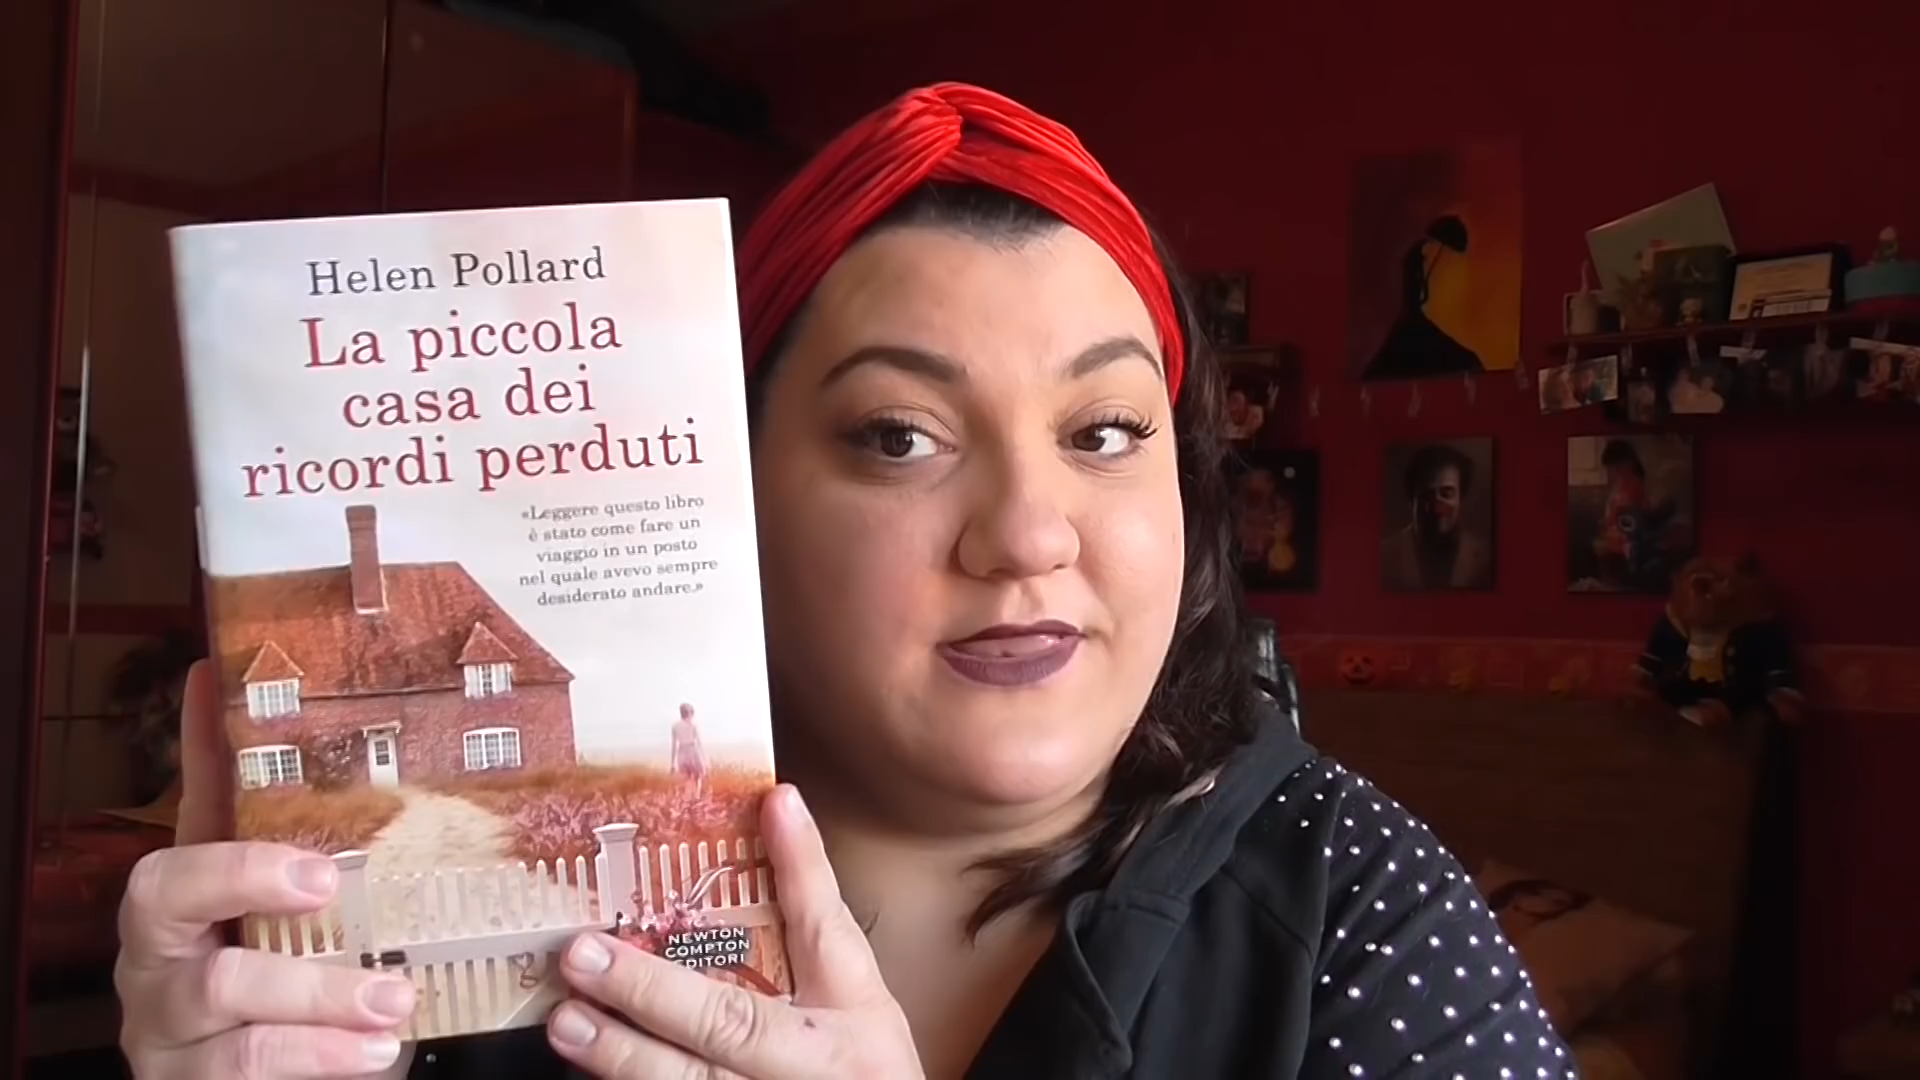 Helen Pollard
La piccola
casa dei
ricordi perduti
«Leggere questo libro
è stato come fare un
viaggio in un posto
nel quale avevo sempre
desiderato andare.»
NEWTON
COMPTON
EDITORI